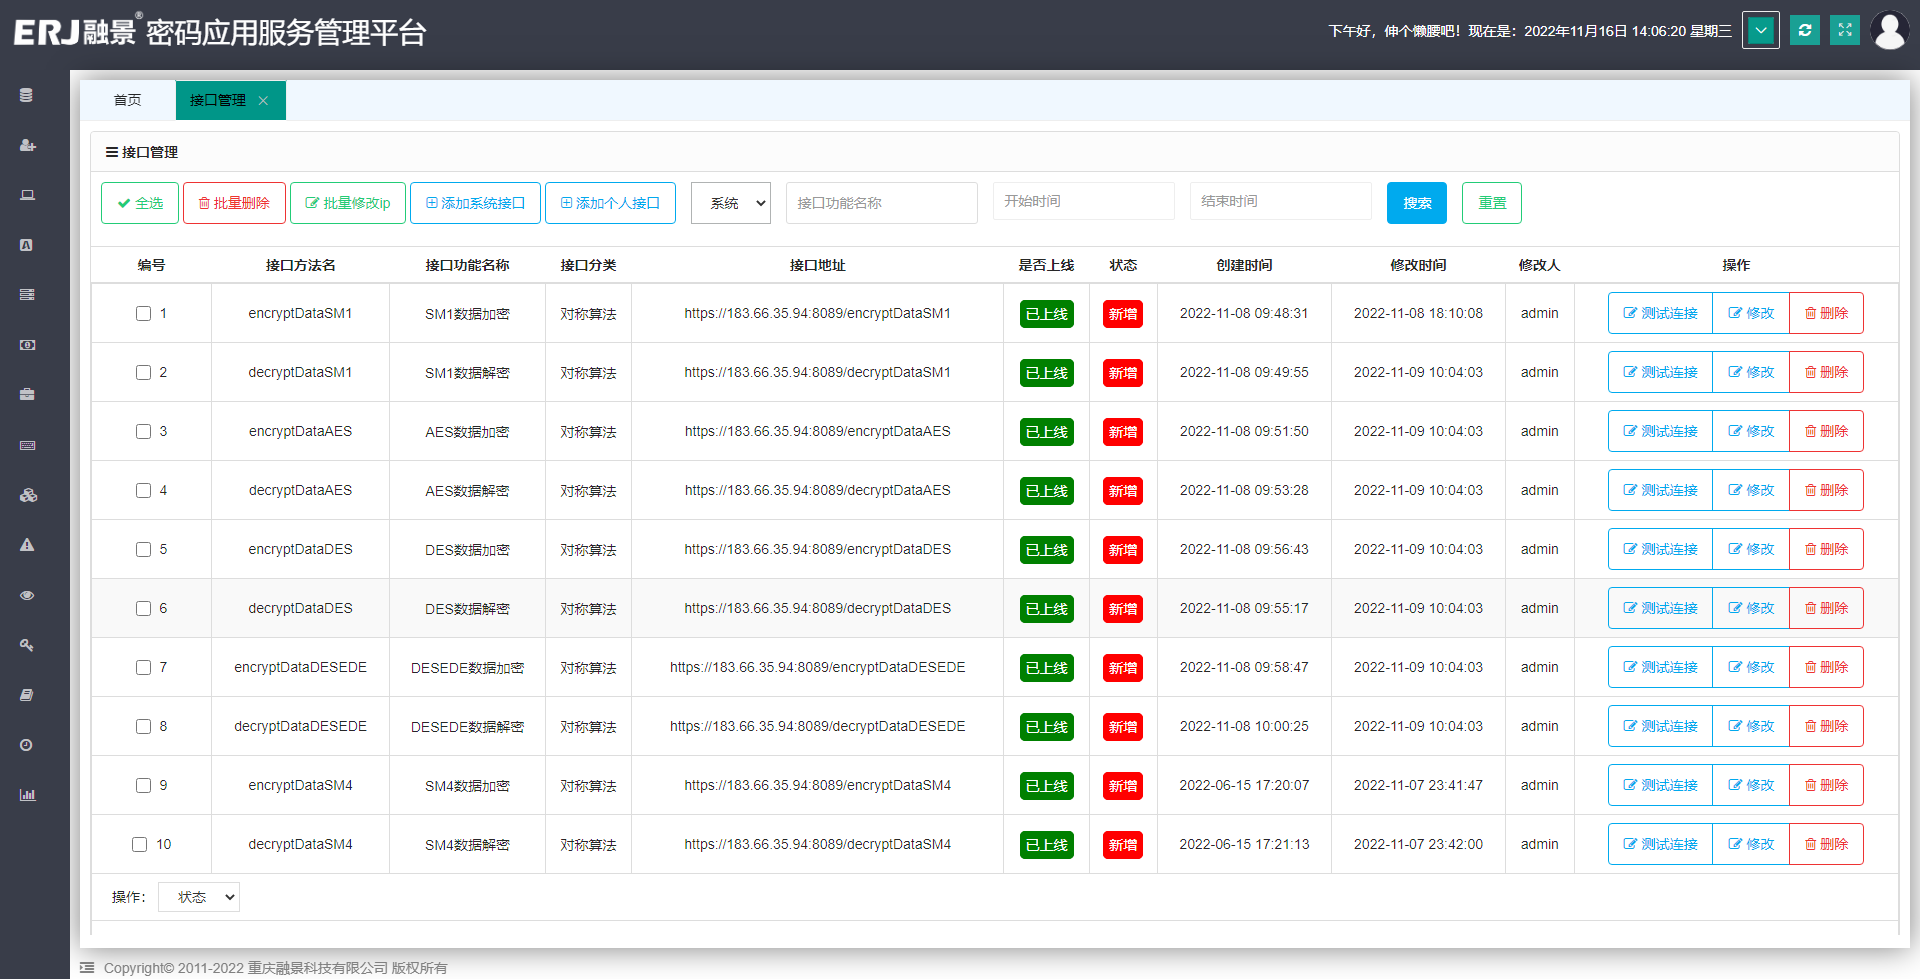 ERJ融景® 密码应用服务管理平台
下午好，伸个懒腰吧！现在是：2022年11月16日 14:06:20 星期三
首页 接口管理
接口管理
全选 批量删除 批量修改ip 添加系统接口 添加个人接口 系统 接口功能名称 开始时间 结束时间 搜索 重置
编号 接口方法名 接口功能名称 接口分类 接口地址 是否上线 状态 创建时间 修改时间 修改人 操作
1 encryptDataSM1 SM1数据加密 对称算法 https://183.66.35.94:8089/encryptDataSM1 已上线 新增 2022-11-08 09:48:31 2022-11-08 18:10:08 admin 测试连接 修改 删除
2 decryptDataSM1 SM1数据解密 对称算法 https://183.66.35.94:8089/decryptDataSM1 已上线 新增 2022-11-08 09:49:55 2022-11-09 10:04:03 admin 测试连接 修改 删除
3 encryptDataAES AES数据加密 对称算法 https://183.66.35.94:8089/encryptDataAES 已上线 新增 2022-11-08 09:51:50 2022-11-09 10:04:03 admin 测试连接 修改 删除
4 decryptDataAES AES数据解密 对称算法 https://183.66.35.94:8089/decryptDataAES 已上线 新增 2022-11-08 09:53:28 2022-11-09 10:04:03 admin 测试连接 修改 删除
5 encryptDataDES DES数据加密 对称算法 https://183.66.35.94:8089/encryptDataDES 已上线 新增 2022-11-08 09:56:43 2022-11-09 10:04:03 admin 测试连接 修改 删除
6 decryptDataDES DES数据解密 对称算法 https://183.66.35.94:8089/decryptDataDES 已上线 新增 2022-11-08 09:55:17 2022-11-09 10:04:03 admin 测试连接 修改 删除
7 encryptDataDESEDE DESEDE数据加密 对称算法 https://183.66.35.94:8089/encryptDataDESEDE 已上线 新增 2022-11-08 09:58:47 2022-11-09 10:04:03 admin 测试连接 修改 删除
8 decryptDataDESEDE DESEDE数据解密 对称算法 https://183.66.35.94:8089/decryptDataDESEDE 已上线 新增 2022-11-08 10:00:25 2022-11-09 10:04:03 admin 测试连接 修改 删除
9 encryptDataSM4 SM4数据加密 对称算法 https://183.66.35.94:8089/encryptDataSM4 已上线 新增 2022-06-15 17:20:07 2022-11-07 23:41:47 admin 测试连接 修改 删除
10 decryptDataSM4 SM4数据解密 对称算法 https://183.66.35.94:8089/decryptDataSM4 已上线 新增 2022-06-15 17:21:13 2022-11-07 23:42:00 admin 测试连接 修改 删除
操作： 状态
Copyright© 2011-2022 重庆融景科技有限公司 版权所有